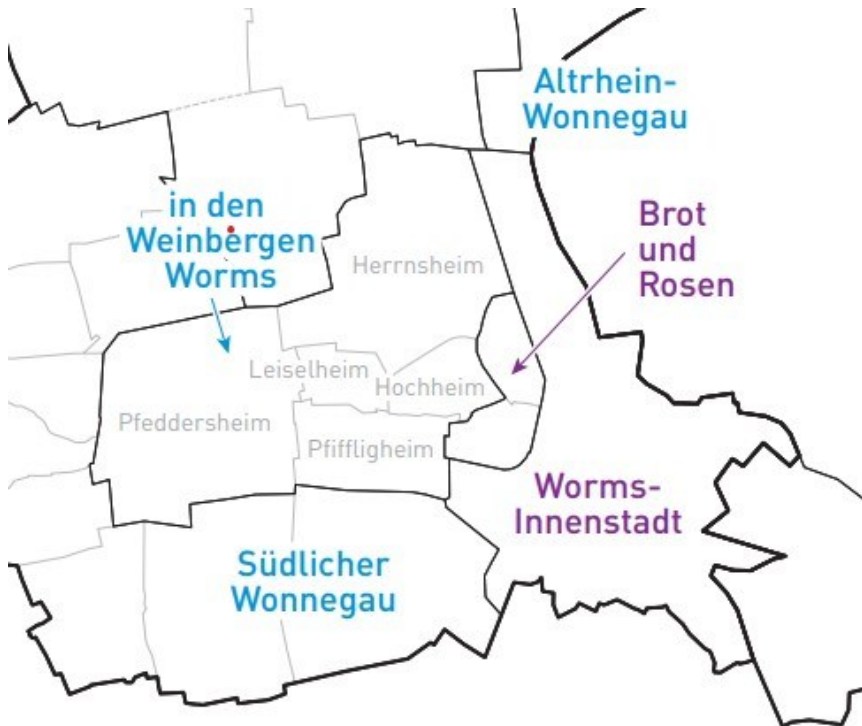 Altrhein-
Wonnegau
in den
Weinbergen
Worms
Brot
und
Rosen
Herrnsheim
Leiselheim
Hochheim
Pfeddersheim
Pfiffligheim
Worms-
Innenstadt
Südlicher
Wonnegau